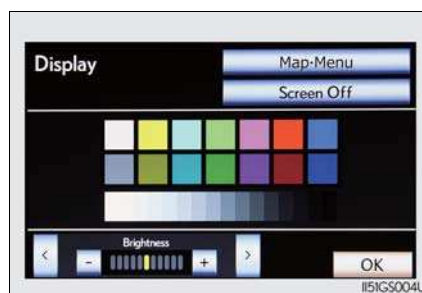 Display
Map·Menu
Screen Off
Brightness
< - + >
OK
II51GS004U